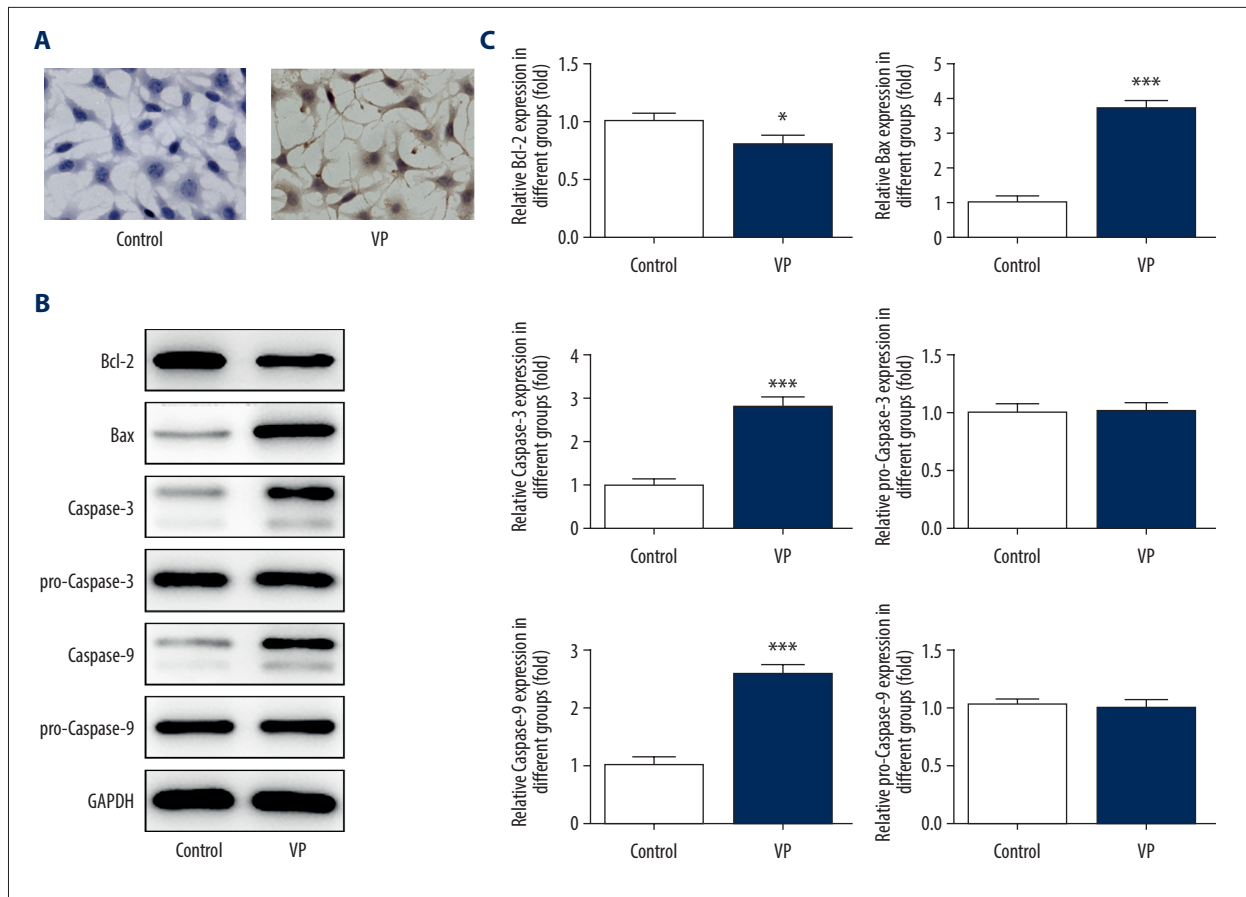 A
Control
VP
B
Bcl-2
Bax
Caspase-3
pro-Caspase-3
Caspase-9
pro-Caspase-9
GAPDH
Control
VP
C
Relative Bcl-2 expression in
different groups (fold)
1.5
1.0
0.5
0.0
*
Control
VP
Relative Bax expression in
different groups (fold)
5
4
3
2
1
0
***
Control
VP
Relative Caspase-3 expression in
different groups (fold)
4
3
2
1
0
***
Control
VP
Relative pro-Caspase-3 expression in
different groups (fold)
1.5
1.0
0.5
0.0
Control
VP
Relative Caspase-9 expression in
different groups (fold)
3
2
1
0
***
Control
VP
Relative pro-Caspase-9 expression in
different groups (fold)
1.5
1.0
0.5
0.0
Control
VP